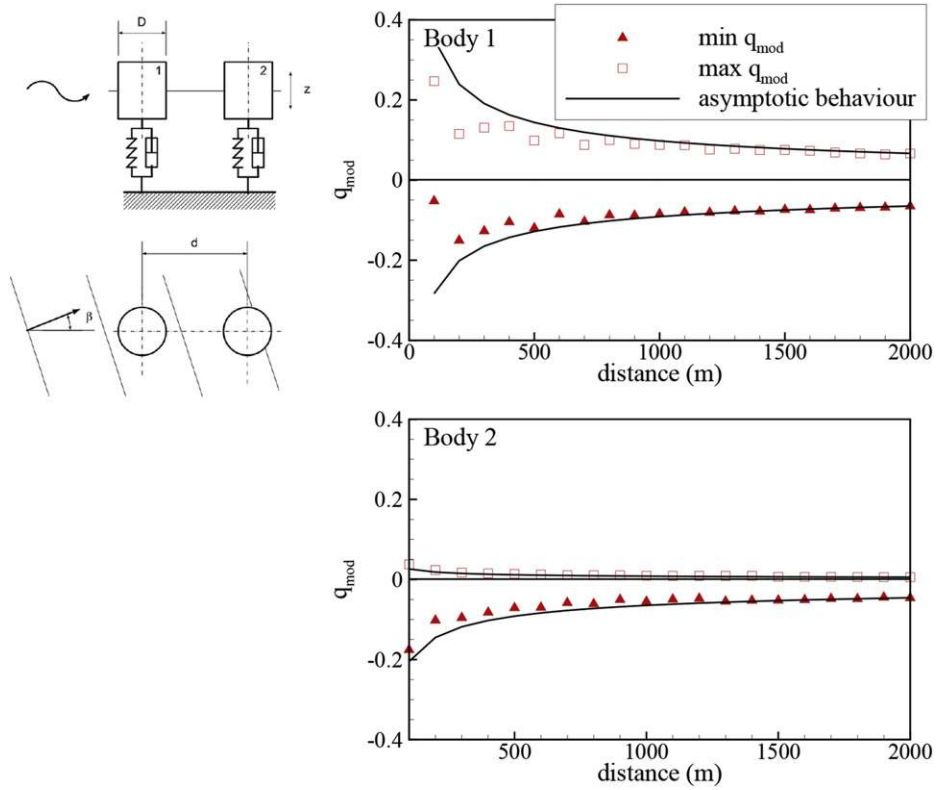 D
1
2
z
d
β
Body 1
min q_mod
max q_mod
asymptotic behaviour
0.4
0.2
0
-0.2
-0.4
q_mod
0 500 1000 1500 2000
distance (m)
Body 2
0.4
0.2
0
-0.2
-0.4
q_mod
500 1000 1500 2000
distance (m)